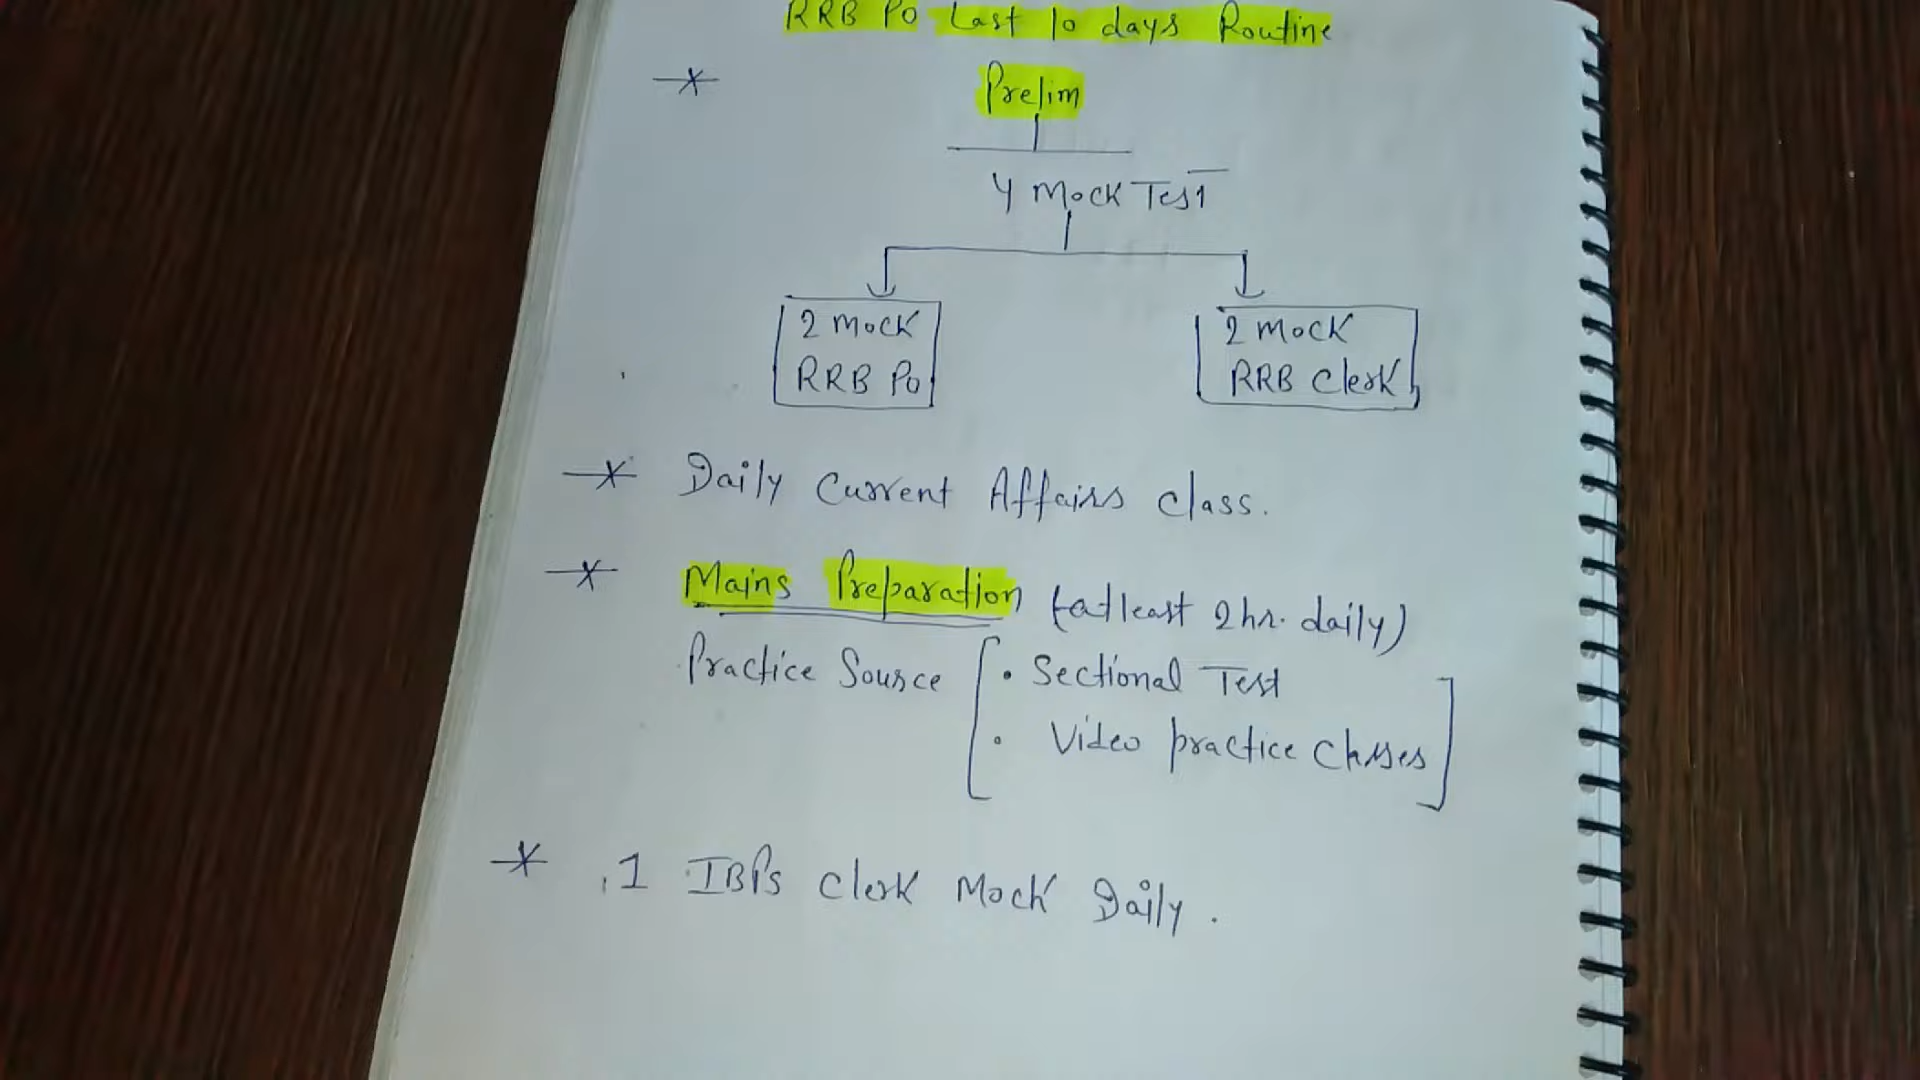 RRB Po Last 10 days Routine
Prelim
4 Mock Test
2 Mock
RRB Po
2 Mock
RRB Clerk
Daily Current Affairs Class.
Mains Preparation (atleast 2 hr. daily)
Practice Source
• Sectional Test
• Video practice Classes
1 IBPS Clerk Mock Daily.